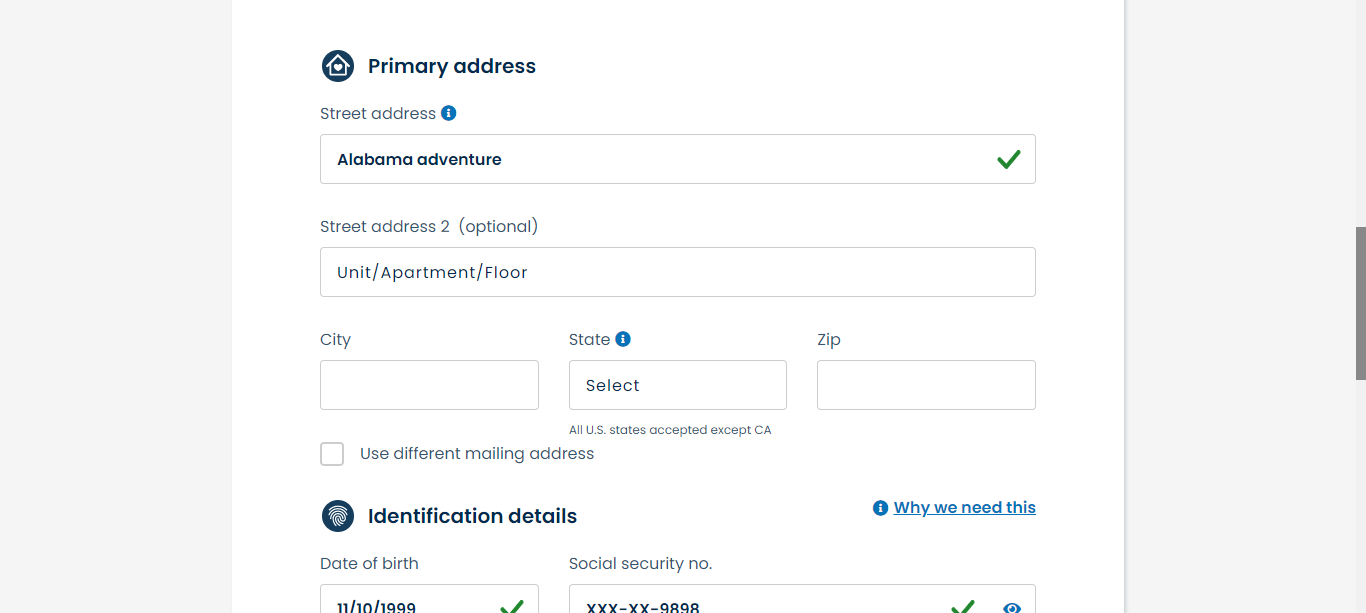 Primary address
Street address
Alabama adventure
Street address 2 (optional)
Unit/Apartment/Floor
City State Zip
Select
All U.S. states accepted except CA
Use different mailing address
Identification details Why we need this
Date of birth Social security no.
11/10/1999 XXX-XX-9898